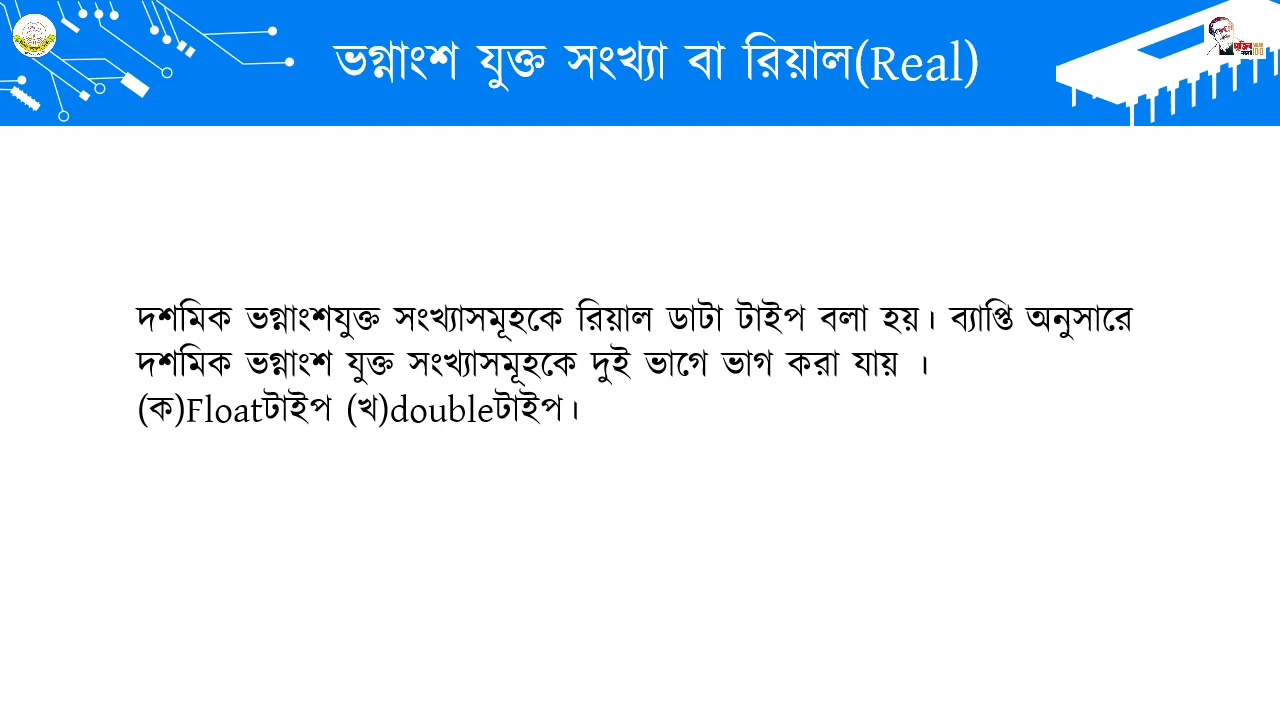 ভগ্নাংশ যুক্ত সংখ্যা বা রিয়াল(Real)
দশমিক ভগ্নাংশযুক্ত সংখ্যাসমূহকে রিয়াল ডাটা টাইপ বলা হয়। ব্যাপ্তি অনুসারে
দশমিক ভগ্নাংশ যুক্ত সংখ্যাসমূহকে দুই ভাগে ভাগ করা যায় ।
(ক)Floatটাইপ (খ)doubleটাইপ।